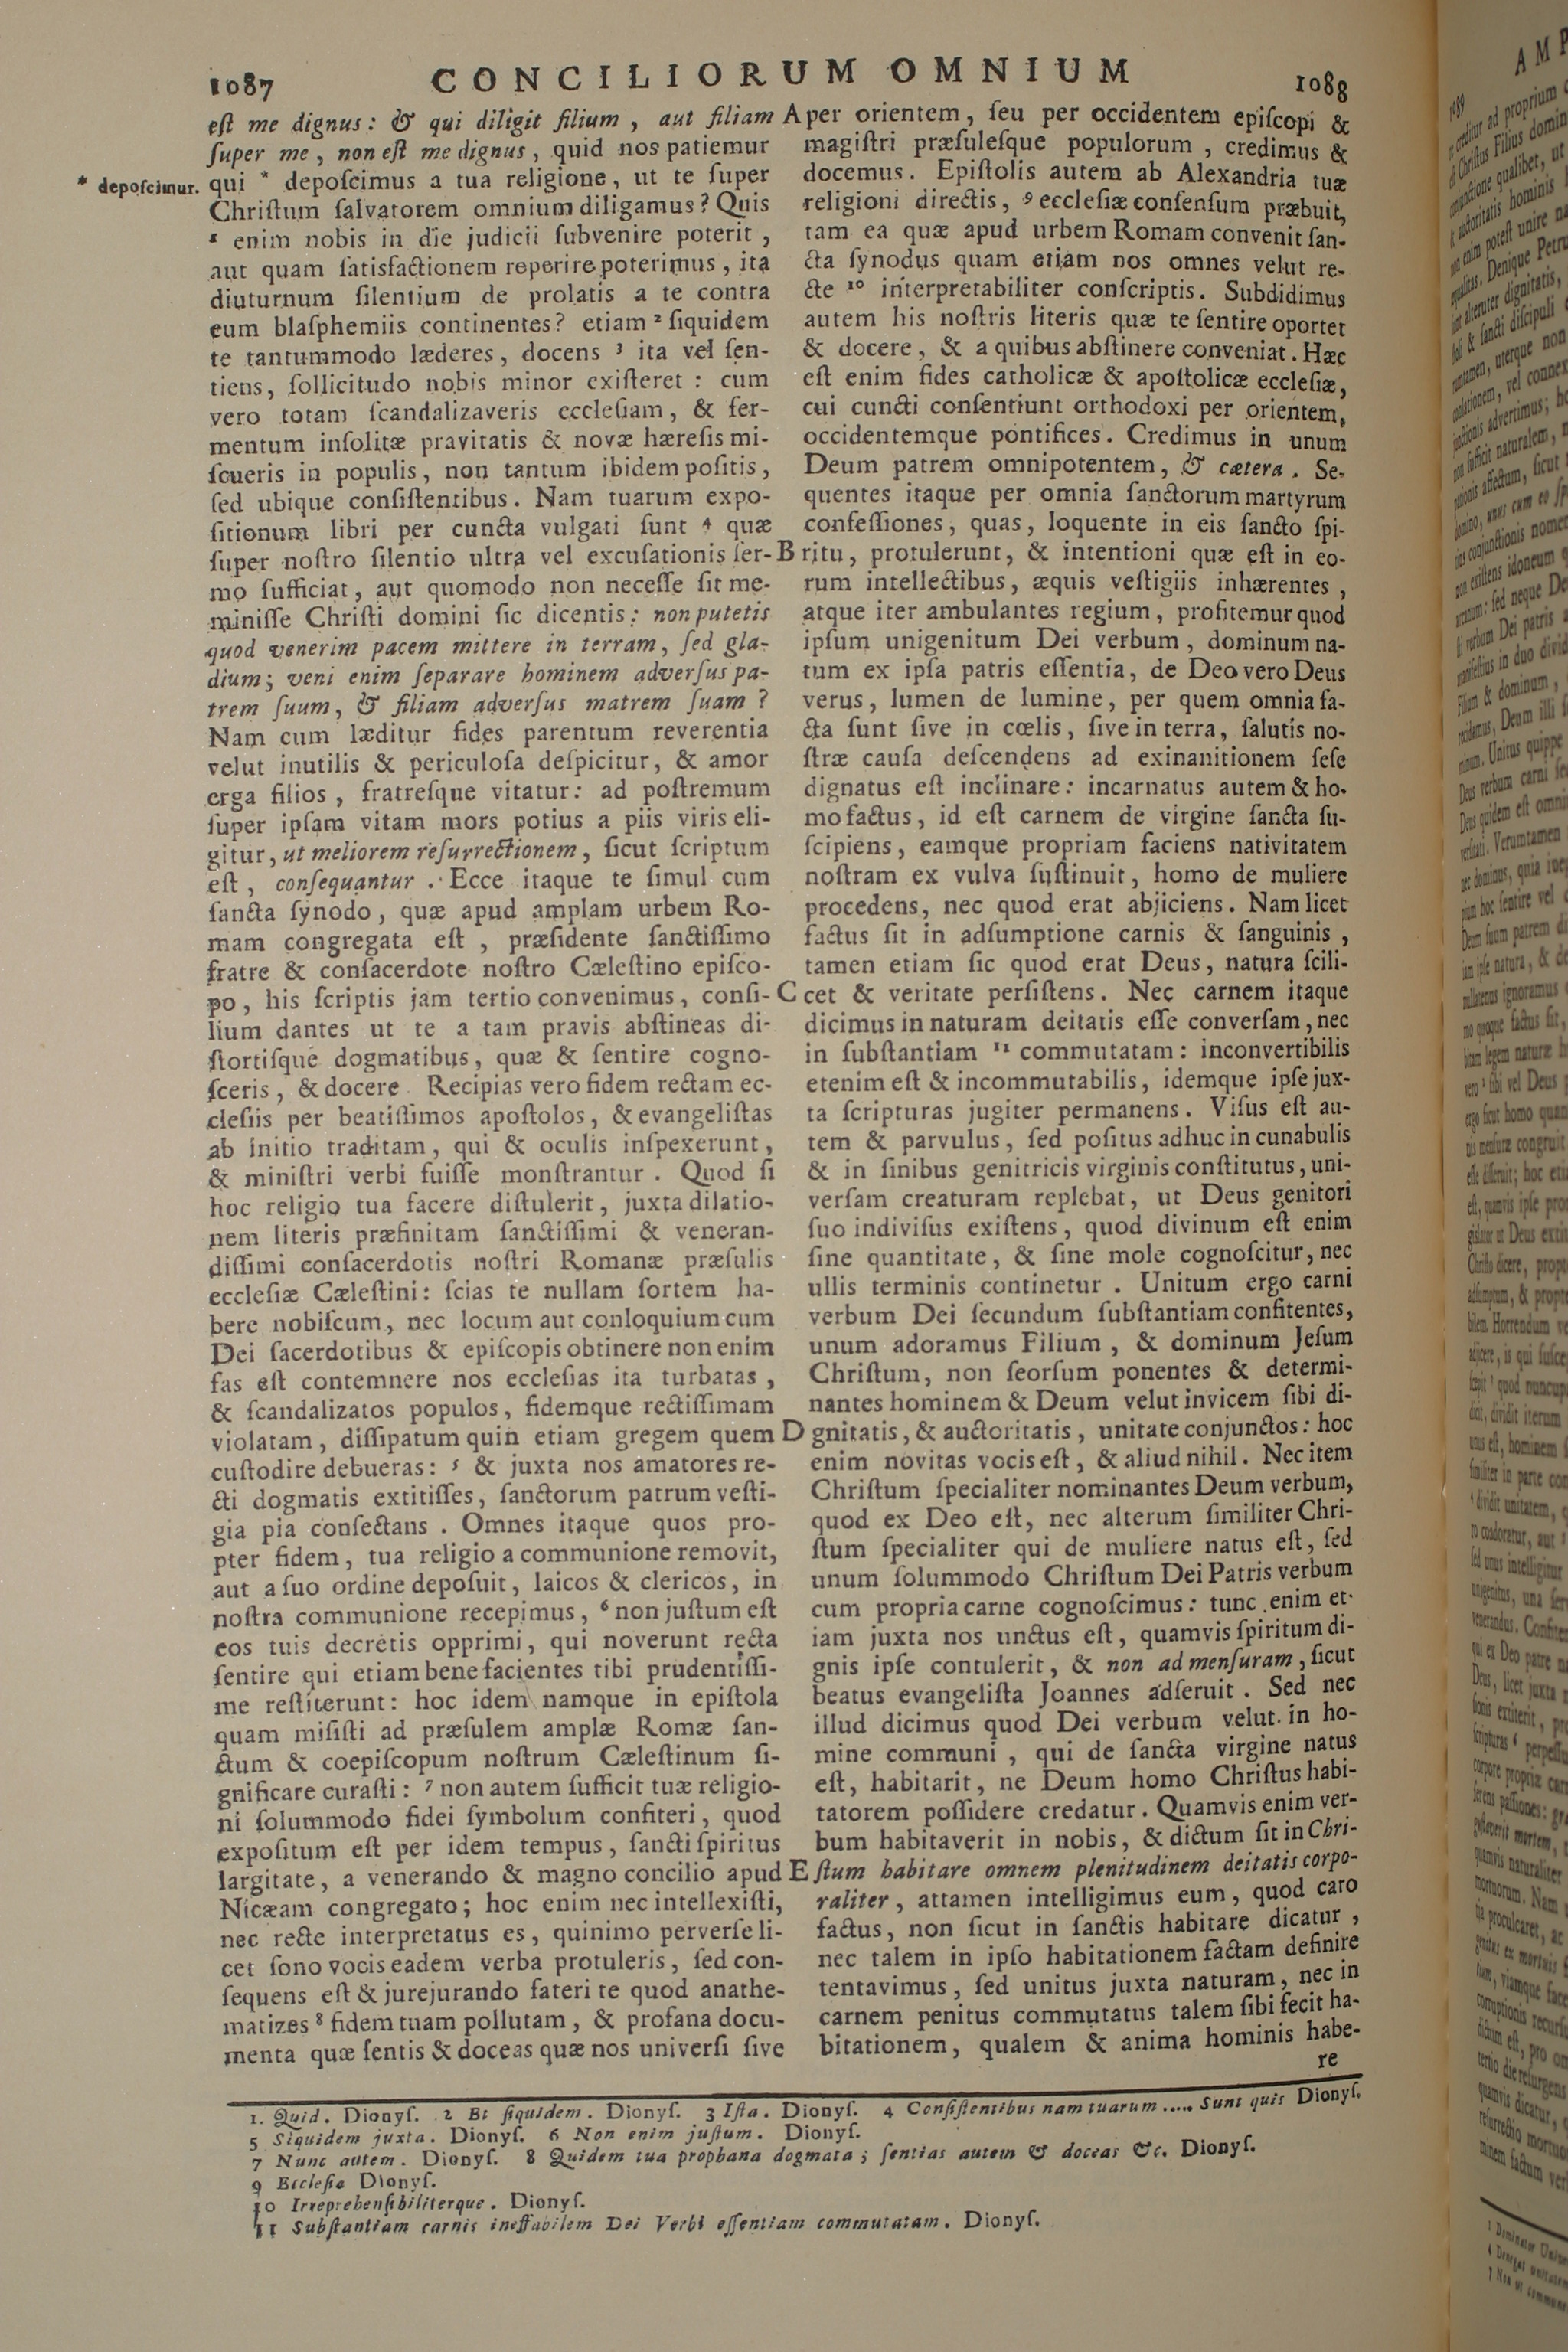 1087 CONCILIORUM OMNIUM 1088
est me dignus: & qui diligit filium, aut filiam
super me, non est me dignus, quid nos patiemur
* deposcimur.
qui * deposcimus a tua religione, ut te super
Christum salvatorem omnium diligamus? Quis
¹ enim nobis in die judicii subvenire poterit,
aut quam satisfactionem reperire poterimus, ita
diuturnum silentium de prolatis a te contra
eum blasphemiis continentes? etiam ² siquidem
te tantummodo læderes, docens ³ ita vel sen-
tiens, sollicitudo nobis minor existeret: cum
vero totam scandalizaveris ecclesiam, & fer-
mentum insolitæ pravitatis & novæ hæresis mi-
scueris in populis, non tantum ibidem positis,
sed ubique consistentibus. Nam tuarum expo-
sitionum libri per cuncta vulgati sunt ⁴ quæ
super nostro silentio ultra vel excusationis ser-
mo sufficiat, aut quomodo non necesse sit me-
minisse Christi domini sic dicentis: non putetis
quod venerim pacem mittere in terram, sed gla-
dium; veni enim separare hominem adversus pa-
trem suum, & filiam adversus matrem suam?
Nam cum læditur fides parentum reverentia
velut inutilis & periculosa despicitur, & amor
erga filios, fratresque vitatur: ad postremum
super ipsam vitam mors potius a piis viris eli-
gitur, ut meliorem resurrectionem, sicut scriptum
est, consequantur. Ecce itaque te simul cum
sancta synodo, quæ apud amplam urbem Ro-
mam congregata est, præsidente sanctissimo
fratre & consacerdote nostro Cælestino episco-
po, his scriptis jam tertio convenimus, consi-
lium dantes ut te a tam pravis abstineas di-
stortisque dogmatibus, quæ & sentire cogno-
sceris, & docere. Recipias vero fidem rectam ec-
clesiis per beatissimos apostolos, & evangelistas
ab initio traditam, qui & oculis inspexerunt,
& ministri verbi fuisse monstrantur. Quod si
hoc religio tua facere distulerit, juxta dilatio-
nem literis præfinitam sanctissimi & veneran-
dissimi consacerdotis nostri Romanæ præsulis
ecclesiæ Cælestini: scias te nullam sortem ha-
bere nobiscum, nec locum aut conloquium cum
Dei sacerdotibus & episcopis obtinere non enim
fas est contemnere nos ecclesias ita turbatas,
& scandalizatos populos, fidemque rectissimam
violatam, dissipatum quin etiam gregem quem
custodire debueras: ⁵ & juxta nos amatores re-
cti dogmatis extitisses, sanctorum patrum vesti-
gia pia consectans. Omnes itaque quos pro-
pter fidem, tua religio a communione removit,
aut a suo ordine deposuit, laicos & clericos, in
nostra communione recepimus, ⁶ non justum est
eos tuis decretis opprimi, qui noverunt recta
sentire qui etiam bene facientes tibi prudentissi-
me restiterunt: hoc idem namque in epistola
quam misisti ad præsulem amplæ Romæ san-
ctum & coepiscopum nostrum Cælestinum si-
gnificare curasti: ⁷ non autem sufficit tuæ religio-
ni solummodo fidei symbolum confiteri, quod
expositum est per idem tempus, sancti spiritus
largitate, a venerando & magno concilio apud
Nicæam congregato; hoc enim nec intellexisti,
nec recte interpretatus es, quinimo perverse li-
cet sono vocis eadem verba protuleris, sed con-
sequens est & jurejurando fateri te quod anathe-
matizes ⁸ fidem tuam pollutam, & profana docu-
menta quæ sentis & doceas quæ nos universi sive
A per orientem, seu per occidentem episcopi &
magistri præsulesque populorum, credimus &
docemus. Epistolis autem ab Alexandria tuæ
religioni directis, ⁹ ecclesiæ consensum præbuit,
tam ea quæ apud urbem Romam convenit san-
cta synodus quam etiam nos omnes velut re-
cte ¹⁰ interpretabiliter conscriptis. Subdidimus
autem his nostris literis quæ te sentire oportet
& docere, & a quibus abstinere conveniat. Hæc
est enim fides catholicæ & apostolicæ ecclesiæ,
cui cuncti consentiunt orthodoxi per orientem,
occidentemque pontifices. Credimus in unum
Deum patrem omnipotentem, & cætera. Se-
quentes itaque per omnia sanctorum martyrum
confessiones, quas, loquente in eis sancto spi-
B ritu, protulerunt, & intentioni quæ est in eo-
rum intellectibus, æquis vestigiis inhærentes,
atque iter ambulantes regium, profitemur quod
ipsum unigenitum Dei verbum, dominum na-
tum ex ipsa patris essentia, de Deo vero Deus
verus, lumen de lumine, per quem omnia fa-
cta sunt sive in cœlis, sive in terra, salutis no-
stræ causa descendens ad exinanitionem sese
dignatus est inclinare: incarnatus autem & ho-
mo factus, id est carnem de virgine sancta su-
scipiens, eamque propriam faciens nativitatem
nostram ex vulva sustinuit, homo de muliere
procedens, nec quod erat abjiciens. Nam licet
factus sit in adsumptione carnis & sanguinis,
tamen etiam sic quod erat Deus, natura scili-
C cet & veritate persistens. Nec carnem itaque
dicimus in naturam deitatis esse conversam, nec
in substantiam ¹¹ commutatam: inconvertibilis
etenim est & incommutabilis, idemque ipse jux-
ta scripturas jugiter permanens. Visus est au-
tem & parvulus, sed positus adhuc in cunabulis
& in sinibus genitricis virginis constitutus, uni-
versam creaturam replebat, ut Deus genitori
suo indivisus existens, quod divinum est enim
sine quantitate, & sine mole cognoscitur, nec
ullis terminis continetur. Unitum ergo carni
verbum Dei secundum substantiam confitentes,
unum adoramus Filium, & dominum Jesum
Christum, non seorsum ponentes & determi-
nantes hominem & Deum velut invicem sibi di-
D gnitatis, & auctoritatis, unitate conjunctos: hoc
enim novitas vocis est, & aliud nihil. Nec item
Christum specialiter nominantes Deum verbum,
quod ex Deo est, nec alterum similiter Chri-
stum specialiter qui de muliere natus est, sed
unum solummodo Christum Dei Patris verbum
cum propria carne cognoscimus: tunc enim et-
iam juxta nos unctus est, quamvis spiritum di-
gnis ipse contulerit, & non ad mensuram, sicut
beatus evangelista Joannes adseruit. Sed nec
illud dicimus quod Dei verbum velut in ho-
mine communi, qui de sancta virgine natus
est, habitarit, ne Deum homo Christus habi-
tatorem possidere credatur. Quamvis enim ver-
bum habitaverit in nobis, & dictum sit in Chri-
E stum habitare omnem plenitudinem deitatis corpo-
raliter, attamen intelligimus eum, quod caro
factus, non sicut in sanctis habitare dicatur,
nec talem in ipso habitationem factam definire
tentavimus, sed unitus juxta naturam, nec in
carnem penitus commutatus talem sibi fecit ha-
bitationem, qualem & anima hominis habe-
re
1. Quid. Dionys. 2 Et siquidem. Dionys. 3 Ista. Dionys. 4 Consistentibus nam tuarum..... Sunt quis Dionys.
5 Siquidem juxta. Dionys. 6 Non enim justum. Dionys.
7 Nunc autem. Dionys. 8 Quidem tua prophana dogmata; sentias autem & doceas &c. Dionys.
9 Ecclesia Dionys.
10 Irreprehensibiliterque. Dionys.
11 Substantiam carnis ineffabilem Dei Verbi essentiam commutatam. Dionys.